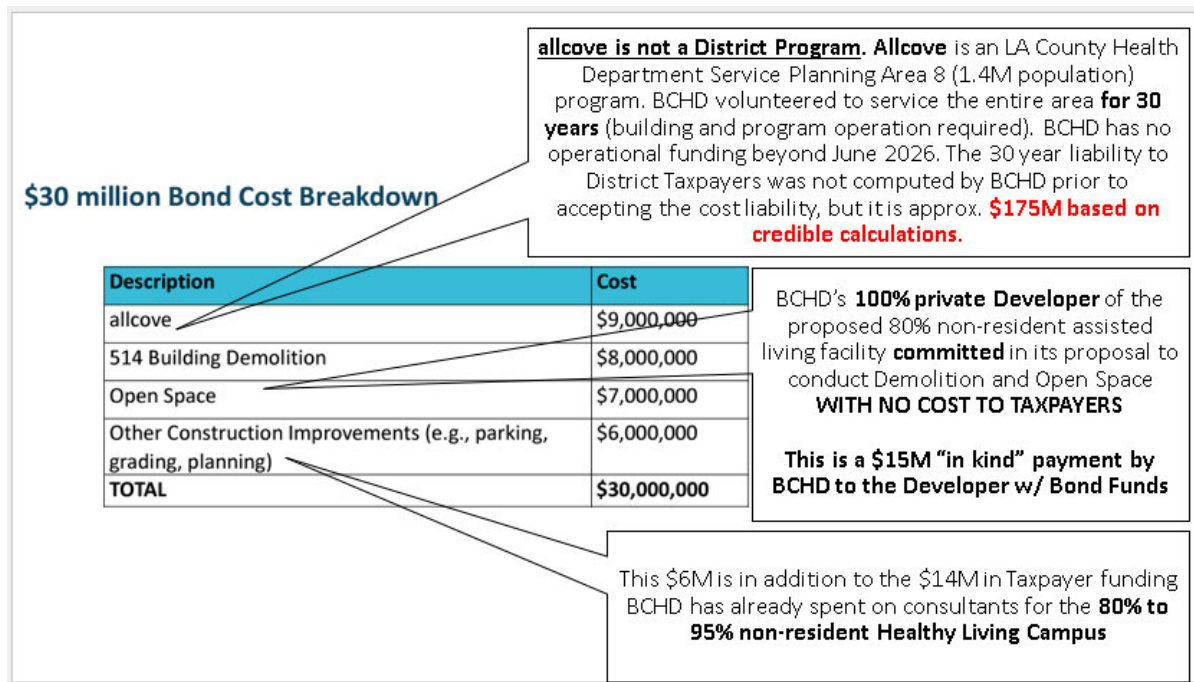 allcove is not a District Program. Allcove is an LA County Health
Department Service Planning Area 8 (1.4M population)
program. BCHD volunteered to service the entire area for 30
years (building and program operation required). BCHD has no
operational funding beyond June 2026. The 30 year liability to
District Taxpayers was not computed by BCHD prior to
accepting the cost liability, but it is approx. $175M based on
credible calculations.
$30 million Bond Cost Breakdown
Description Cost
allcove $9,000,000
514 Building Demolition $8,000,000
Open Space $7,000,000
Other Construction Improvements (e.g., parking, $6,000,000
grading, planning)
TOTAL $30,000,000
BCHD's 100% private Developer of the
proposed 80% non-resident assisted
living facility committed in its proposal to
conduct Demolition and Open Space
WITH NO COST TO TAXPAYERS
This is a $15M "in kind" payment by
BCHD to the Developer w/ Bond Funds
This $6M is in addition to the $14M in Taxpayer funding
BCHD has already spent on consultants for the 80% to
95% non-resident Healthy Living Campus